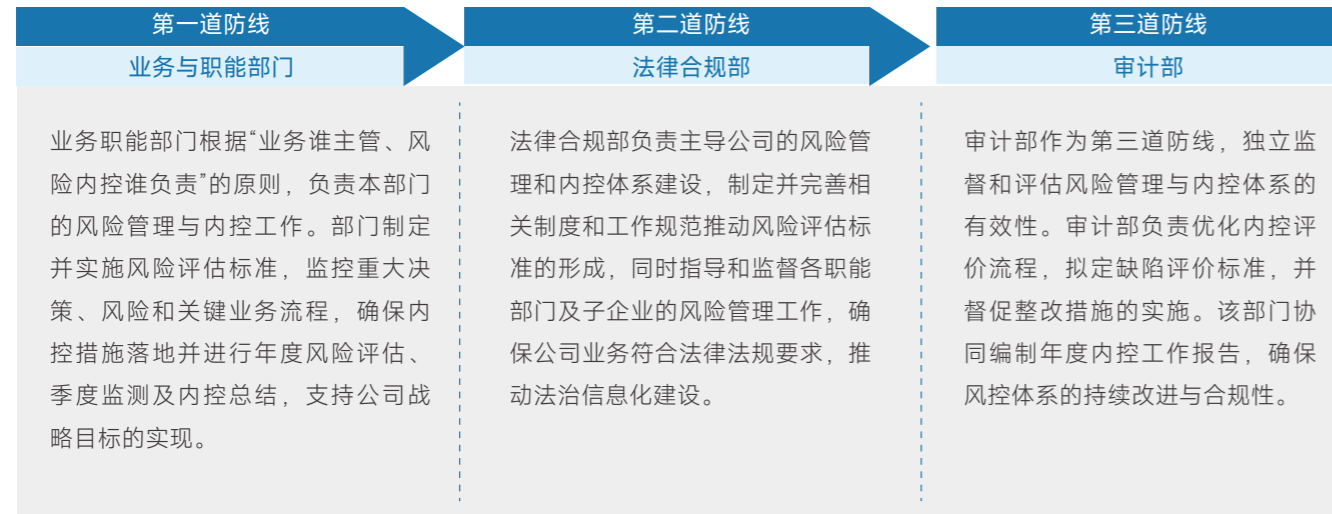 第一道防线
业务与职能部门
业务职能部门根据“业务谁主管、风
险内控谁负责”的原则，负责本部门
的风险管理与内控工作。部门制定
并实施风险评估标准，监控重大决
策、风险和关键业务流程，确保内
控措施落地并进行年度风险评估、
季度监测及内控总结，支持公司战
略目标的实现。
第二道防线
法律合规部
法律合规部负责主导公司的风险管
理和内控体系建设，制定并完善相
关制度和工作规范推动风险评估标
准的形成，同时指导和监督各职能
部门及子企业的风险管理工作，确
保公司业务符合法律法规要求，推
动法治信息化建设。
第三道防线
审计部
审计部作为第三道防线，独立监
督和评估风险管理与内控体系的
有效性。审计部负责优化内控评
价流程，拟定缺陷评价标准，并
督促整改措施的实施。该部门协
同编制年度内控工作报告，确保
风控体系的持续改进与合规性。